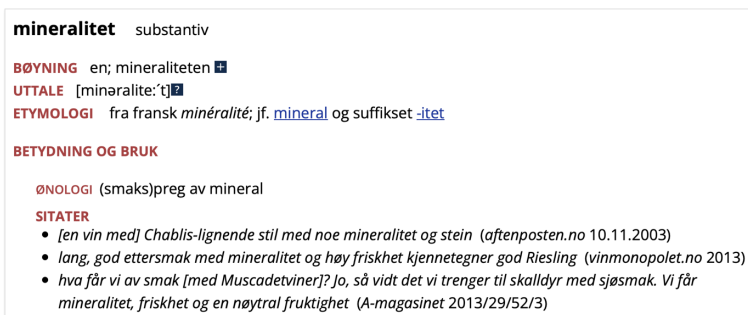 mineralitet substantiv
BØYNING en; mineraliteten +
UTTALE [minəralite:´t]?
ETYMOLOGI fra fransk minéralité; jf. mineral og suffikset -itet
BETYDNING OG BRUK
ØNOLOGI (smaks)preg av mineral
SITATER
• [en vin med] Chablis-lignende stil med noe mineralitet og stein (aftenposten.no 10.11.2003)
• lang, god ettersmak med mineralitet og høy friskhet kjennetegner god Riesling (vinmonopolet.no 2013)
• hva får vi av smak [med Muscadetviner]? Jo, så vidt det vi trenger til skalldyr med sjøsmak. Vi får
mineralitet, friskhet og en nøytral fruktighet (A-magasinet 2013/29/52/3)